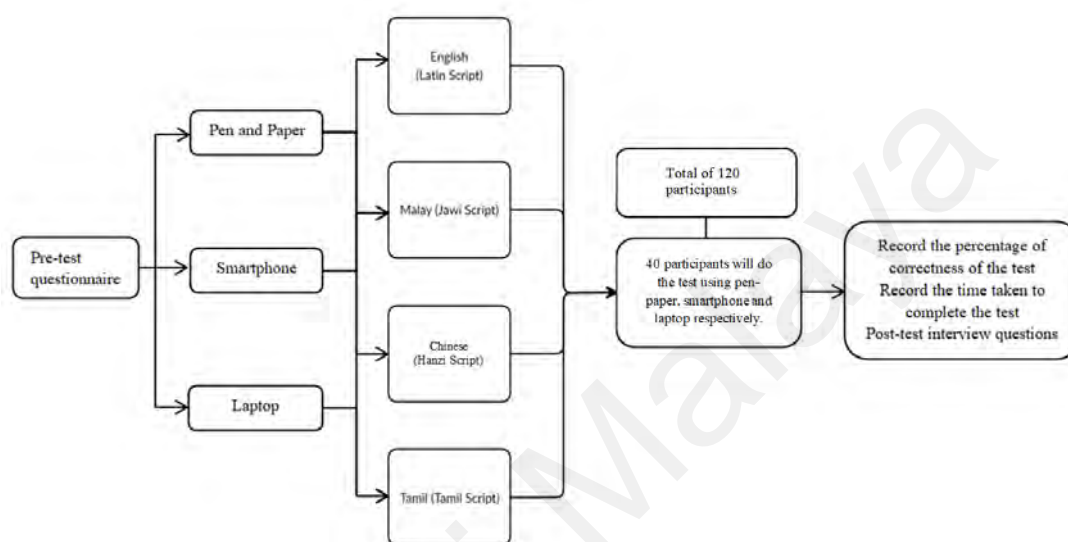 Pre-test
questionnaire
Pen and Paper
Smartphone
Laptop
English
(Latin Script)
Malay (Jawi Script)
Chinese
(Hanzi Script)
Tamil (Tamil Script)
Total of 120
participants
40 participants will do
the test using pen-
paper, smartphone and
laptop respectively.
Record the percentage of
correctness of the test
Record the time taken to
complete the test
Post-test interview questions
Malaya